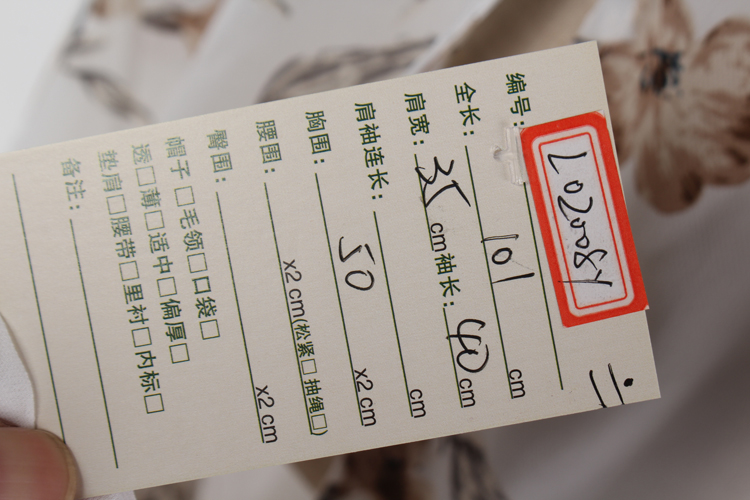 编号: LO20084
全长: 101 cm
肩宽: 35 cm 袖长: 40 cm
肩袖连长: cm
胸围: 50 x2 cm
腰围: x2 cm(松紧□抽绳□)
臀围: x2 cm
帽子□毛领□口袋□
透□薄□适中□偏厚□
垫肩□腰带□里衬□内标□
备注: